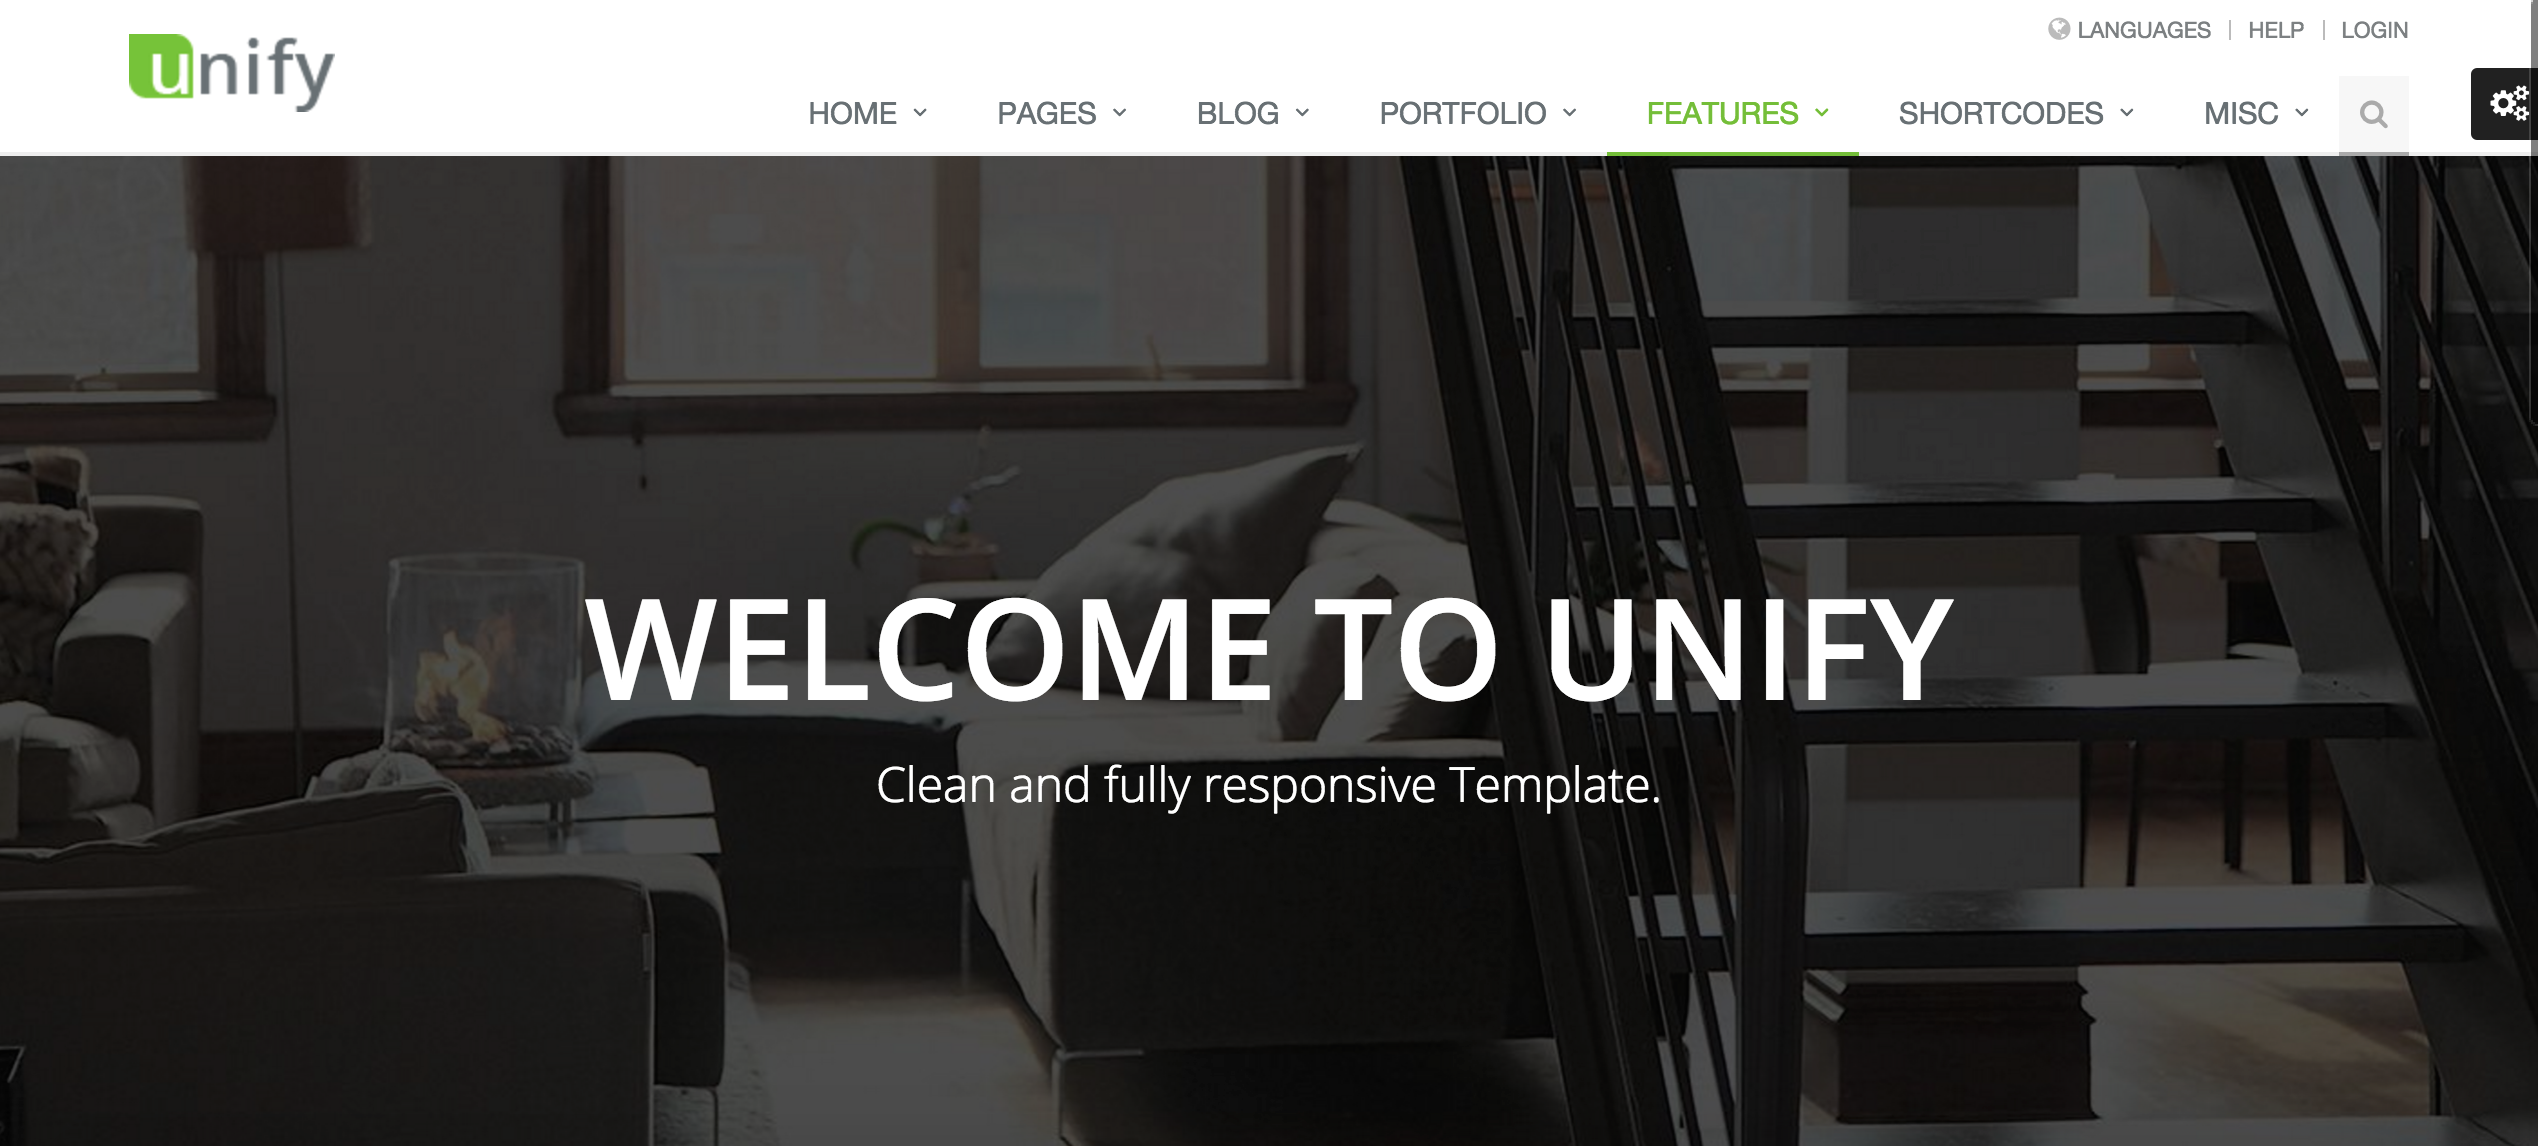 unify
LANGUAGES | HELP | LOGIN
HOME PAGES BLOG PORTFOLIO FEATURES SHORTCODES MISC
WELCOME TO UNIFY
Clean and fully responsive Template.